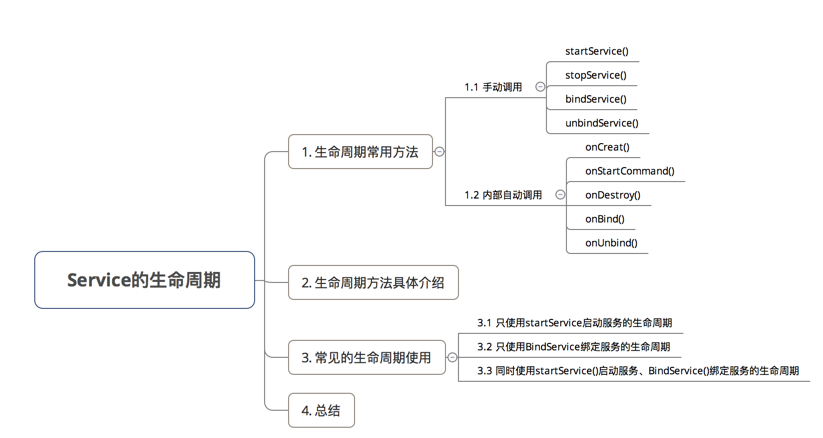 Service的生命周期
1. 生命周期常用方法
1.1 手动调用
startService()
stopService()
bindService()
unbindService()
1.2 内部自动调用
onCreat()
onStartCommand()
onDestroy()
onBind()
onUnbind()
2. 生命周期方法具体介绍
3. 常见的生命周期使用
3.1 只使用startService启动服务的生命周期
3.2 只使用BindService绑定服务的生命周期
3.3 同时使用startService()启动服务、BindService()绑定服务的生命周期
4. 总结